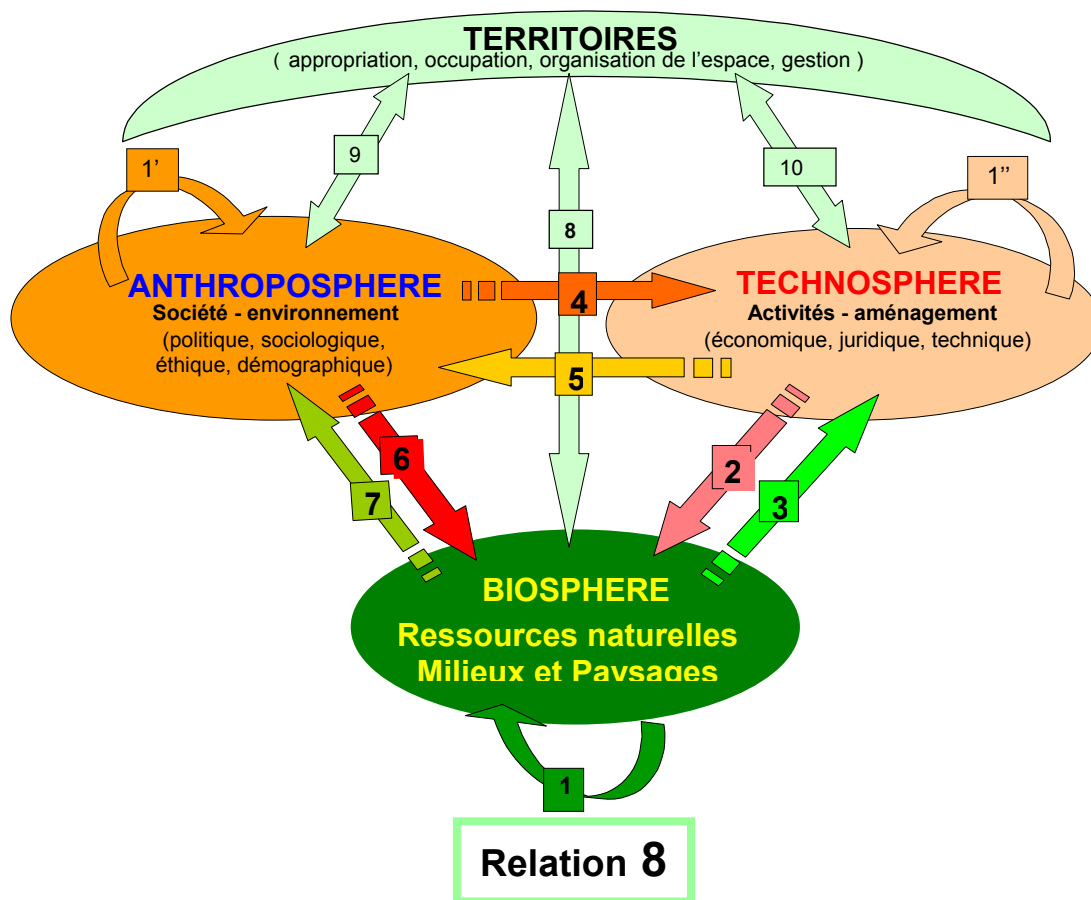 TERRITOIRES
( appropriation, occupation, organisation de l'espace, gestion )
9
10
1'
1''
8
ANTHROPOSPHERE
Société - environnement
(politique, sociologique,
éthique, démographique)
4
TECHNOSPHERE
Activités - aménagement
(économique, juridique, technique)
5
6
7
2
3
BIOSPHERE
Ressources naturelles
Milieux et Paysages
1
Relation 8